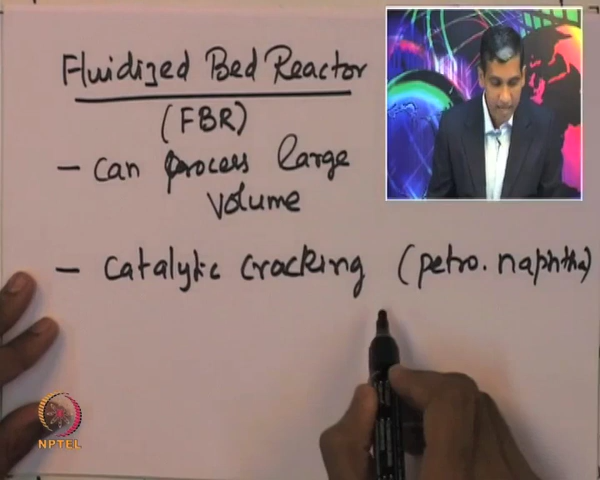 Fluidized Bed Reactor
(FBR)
- can process large
volume
- catalytic cracking (petro. naphtha)
NPTEL